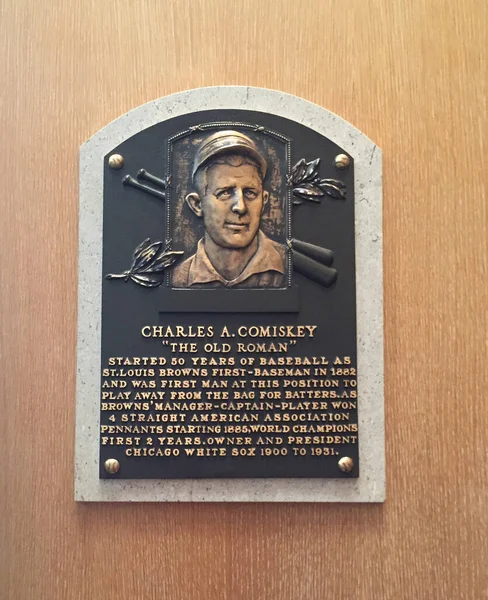 CHARLES A. COMISKEY
"THE OLD ROMAN"
STARTED 50 YEARS OF BASEBALL AS
ST. LOUIS BROWNS FIRST-BASEMAN IN 1882
AND WAS FIRST MAN AT THIS POSITION TO
PLAY AWAY FROM THE BAG FOR BATTERS. AS
BROWNS' MANAGER-CAPTAIN-PLAYER WON
4 STRAIGHT AMERICAN ASSOCIATION
PENNANTS STARTING 1885, WORLD CHAMPIONS
FIRST 2 YEARS. OWNER AND PRESIDENT
CHICAGO WHITE SOX 1900 TO 1931.